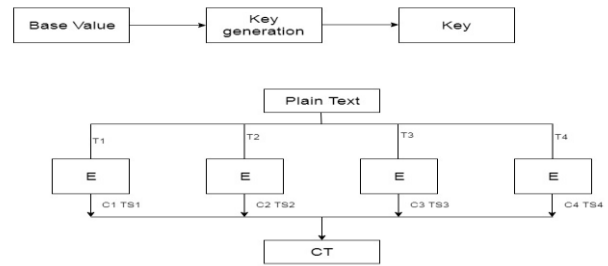 Base Value
Key
generation
Key
Plain Text
T1
T2
T3
T4
E
E
E
E
C1 TS1
C2 TS2
C3 TS3
C4 TS4
CT